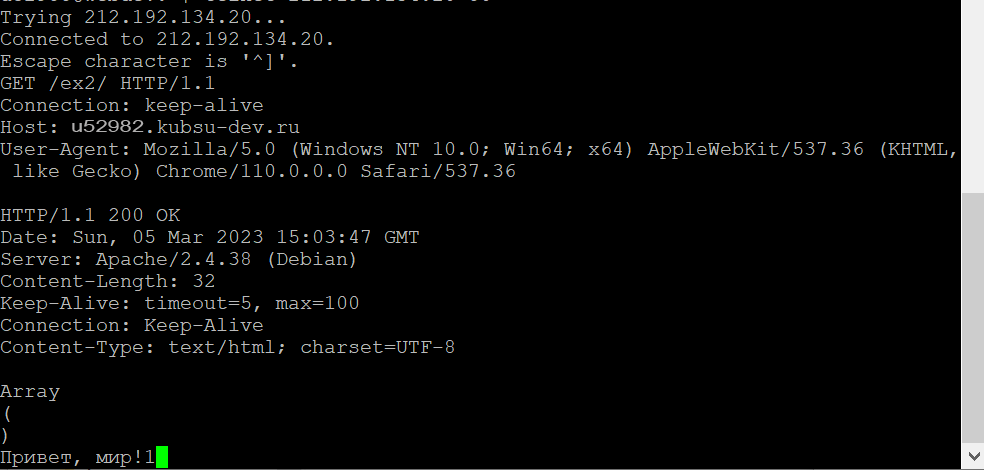 Trying 212.192.134.20...
Connected to 212.192.134.20.
Escape character is '^]'.
GET /ex2/ HTTP/1.1
Connection: keep-alive
Host: u52982.kubsu-dev.ru
User-Agent: Mozilla/5.0 (Windows NT 10.0; Win64; x64) AppleWebKit/537.36 (KHTML,
 like Gecko) Chrome/110.0.0.0 Safari/537.36
HTTP/1.1 200 OK
Date: Sun, 05 Mar 2023 15:03:47 GMT
Server: Apache/2.4.38 (Debian)
Content-Length: 32
Keep-Alive: timeout=5, max=100
Connection: Keep-Alive
Content-Type: text/html; charset=UTF-8
Array
(
)
Привет, мир!1